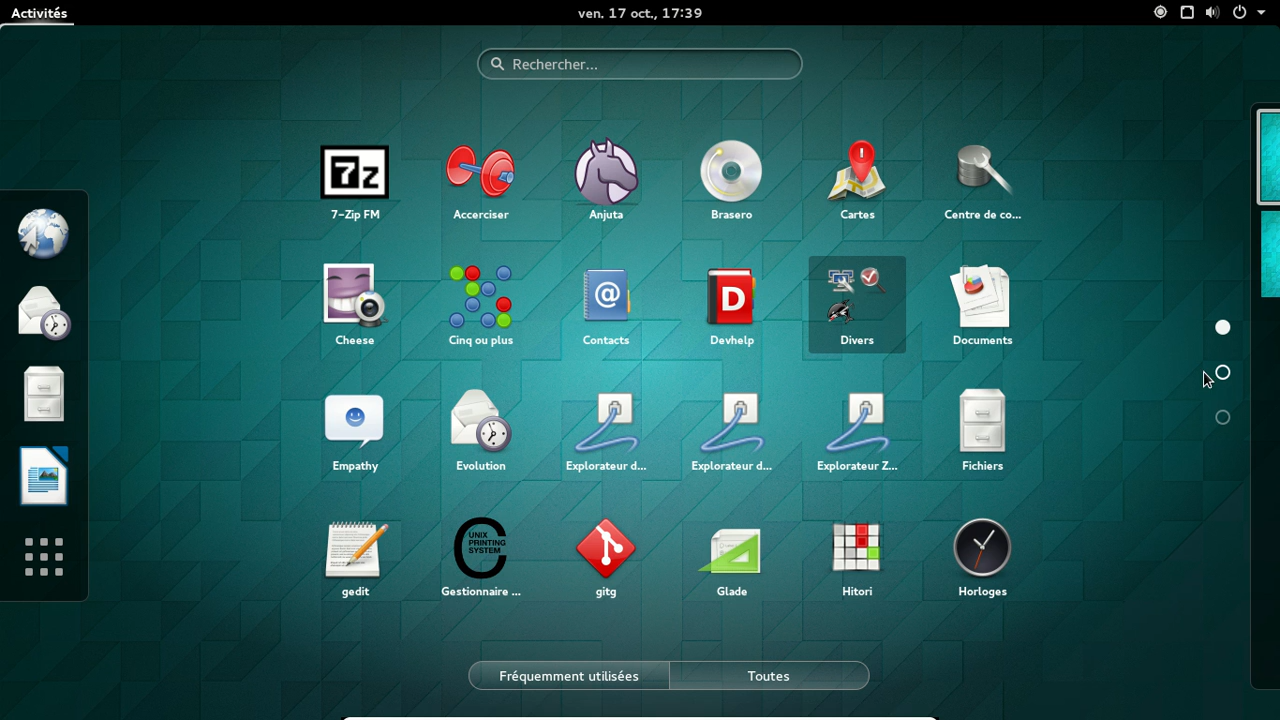 Activités
ven. 17 oct., 17:39
Rechercher...
7z
7-Zip FM
Accerciser
Anjuta
Brasero
Cartes
Centre de co...
Cheese
Cinq ou plus
@
Contacts
D
Devhelp
Divers
Documents
Empathy
Evolution
Explorateur d...
Explorateur d...
Explorateur Z...
Fichiers
gedit
UNIX
PRINTING
SYSTEM
Gestionnaire ...
gitg
Glade
Hitori
Horloges
Fréquemment utilisées
Toutes